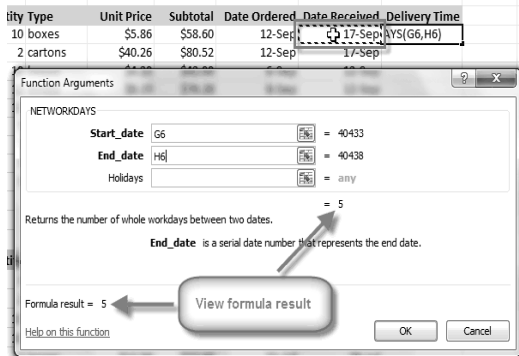 tity Type Unit Price Subtotal Date Ordered Date Received Delivery Time
10 boxes $5.86 $58.60 12-Sep 17-Sep AYS(G6,H6)
2 cartons $40.26 $80.52 12-Sep 17-Sep
Function Arguments
NETWORKDAYS
Start_date G6 = 40433
End_date H6 = 40438
Holidays = any
= 5
Returns the number of whole workdays between two dates.
End_date is a serial date number that represents the end date.
Formula result = 5
View formula result
Help on this function
OK Cancel